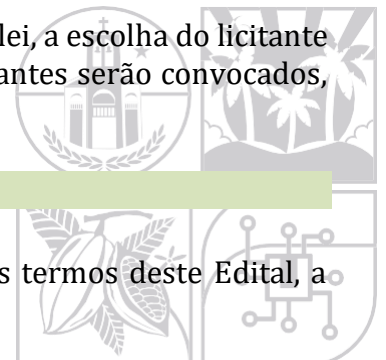 lei, a escolha do licitante
antes serão convocados,
s termos deste Edital, a